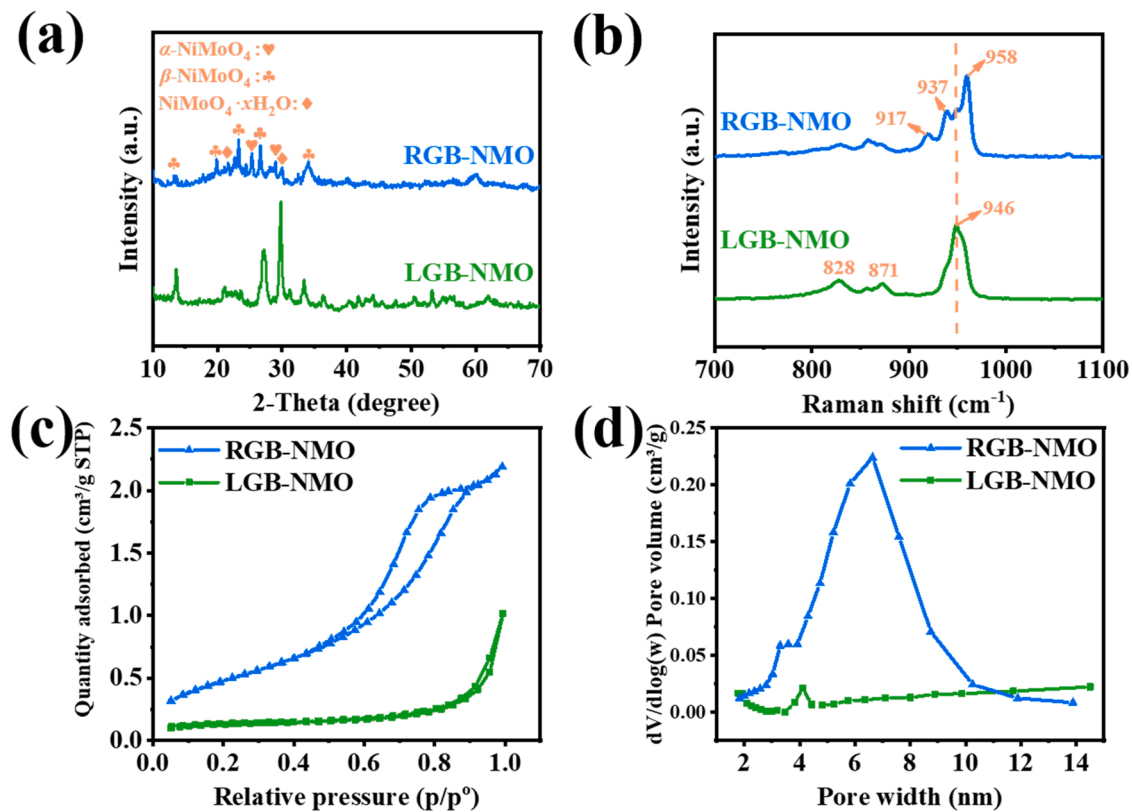 (a)
α-NiMoO₄ :♥
β-NiMoO₄ :♣
NiMoO₄ ·xH₂O:♦
RGB-NMO
LGB-NMO
Intensity (a.u.)
10 20 30 40 50 60 70
2-Theta (degree)
(b)
958
937
917
RGB-NMO
946
LGB-NMO
828
871
Intensity (a.u.)
700 800 900 1000 1100
Raman shift (cm⁻¹)
(c)
RGB-NMO
LGB-NMO
Quantity adsorbed (cm³/g STP)
2.5
2.0
1.5
1.0
0.5
0.0
0.0 0.2 0.4 0.6 0.8 1.0
Relative pressure (p/pº)
(d)
RGB-NMO
LGB-NMO
dV/dlog(w) Pore volume (cm³/g)
0.25
0.20
0.15
0.10
0.05
0.00
2 4 6 8 10 12 14
Pore width (nm)